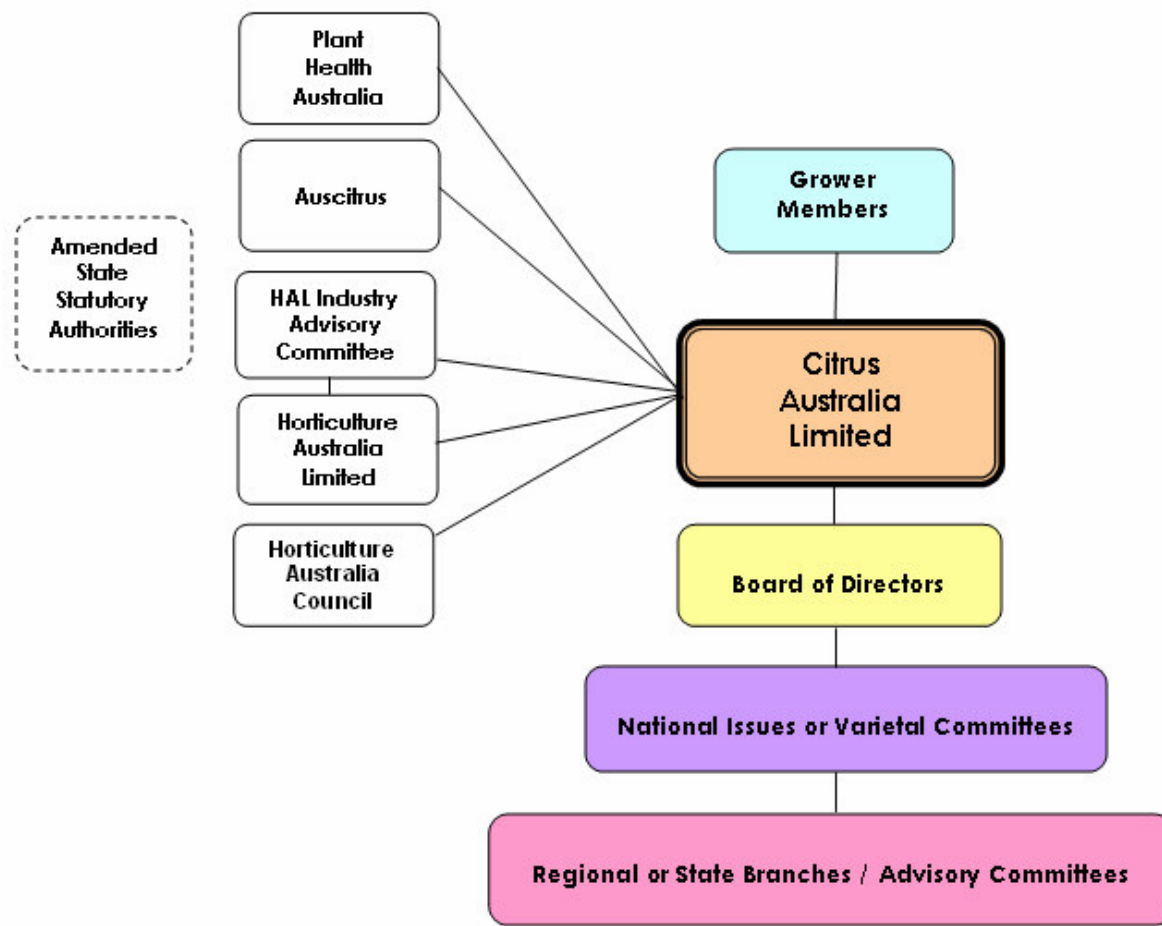 Plant
Health
Australia
Auscitrus
Amended
State
Statutory
Authorities
HAL Industry
Advisory
Committee
Horticulture
Australia
Limited
Horticulture
Australia
Council
Grower
Members
Citrus
Australia
Limited
Board of Directors
National Issues or Varietal Committees
Regional or State Branches / Advisory Committees